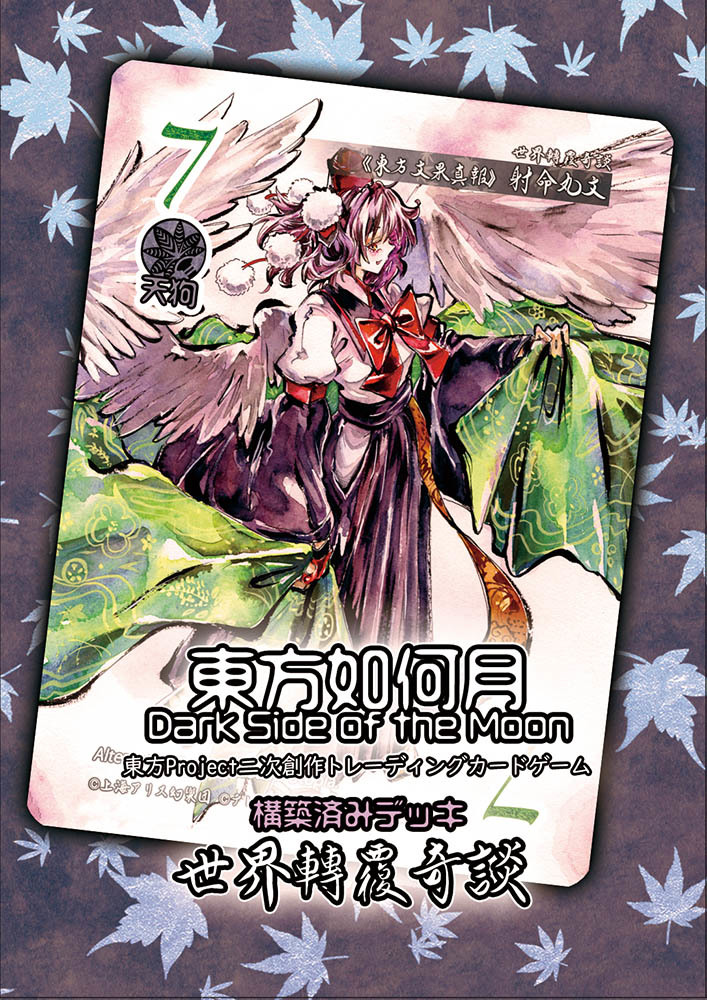 7
天狗
世界轉覆奇談
《東方文果真報》 射命丸文
東方如何月
Dark Side of the Moon
東方Project二次創作トレーディングカードゲーム
©上海アリス幻樂団
7
構築済みデッキ
世界轉覆奇談